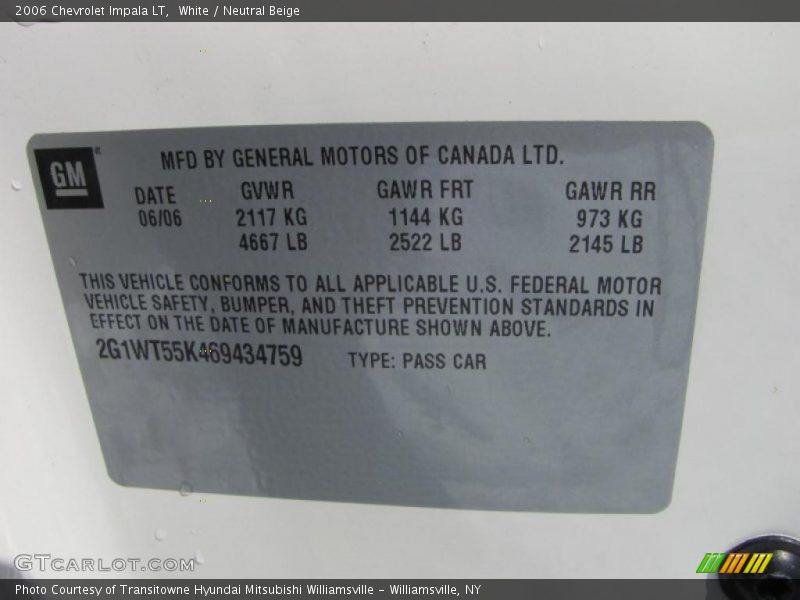 2006 Chevrolet Impala LT,  White / Neutral Beige
GM
MFD BY GENERAL MOTORS OF CANADA LTD.
DATE GVWR GAWR FRT GAWR RR
06/06 2117 KG 1144 KG 973 KG
4667 LB 2522 LB 2145 LB
THIS VEHICLE CONFORMS TO ALL APPLICABLE U.S. FEDERAL MOTOR
VEHICLE SAFETY, BUMPER, AND THEFT PREVENTION STANDARDS IN
EFFECT ON THE DATE OF MANUFACTURE SHOWN ABOVE.
2G1WT55K469434759 TYPE: PASS CAR
GTCARLOT.COM
Photo Courtesy of Transitowne Hyundai Mitsubishi Williamsville - Williamsville, NY